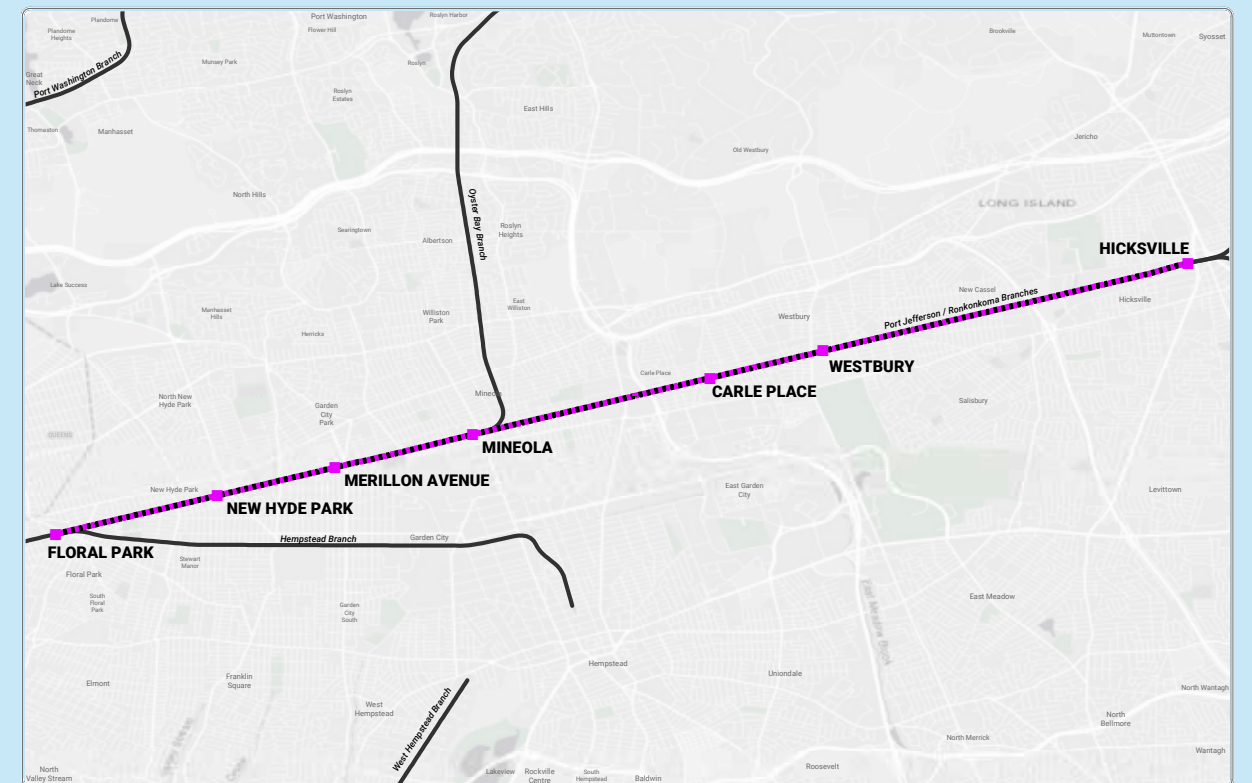 Plandome
Port Washington
Roslyn Harbor
Plandome
Heights
Flower Hill
Brookville
Muttontown
Syosset
Munsey Park
Roslyn
Great
Neck
Port Washington Branch
Roslyn
Estates
East Hills
Thomaston
Manhasset
Jericho
Old Westbury
North Hills
Oyster Bay Branch
LONG ISLAND
Searingtown
Albertson
Roslyn
Heights
HICKSVILLE
Lake Success
New Cassel
Port Jefferson / Ronkonkoma Branches
Hicksville
Manhasset
Hills
Williston
Park
East
Williston
Westbury
Herricks
WESTBURY
Carle Place
CARLE PLACE
Mineola
North New
Hyde Park
Garden
City
Park
Salisbury
QUEENS
MINEOLA
MERILLON AVENUE
New Hyde Park
East Garden
City
Levittown
NEW HYDE PARK
Hempstead Branch
Garden City
FLORAL PARK
Stewart
Manor
Floral Park
South
Floral
Park
Garden
City
South
East Meadow
Hempstead
Uniondale
Elmont
Franklin
Square
North Wantagh
West
Hempstead
West Hempstead Branch
North
Bellmore
North Merrick
Wantagh
North
Valley Stream
Lakeview
Rockville
Centre
South
Hempstead
Baldwin
Roosevelt